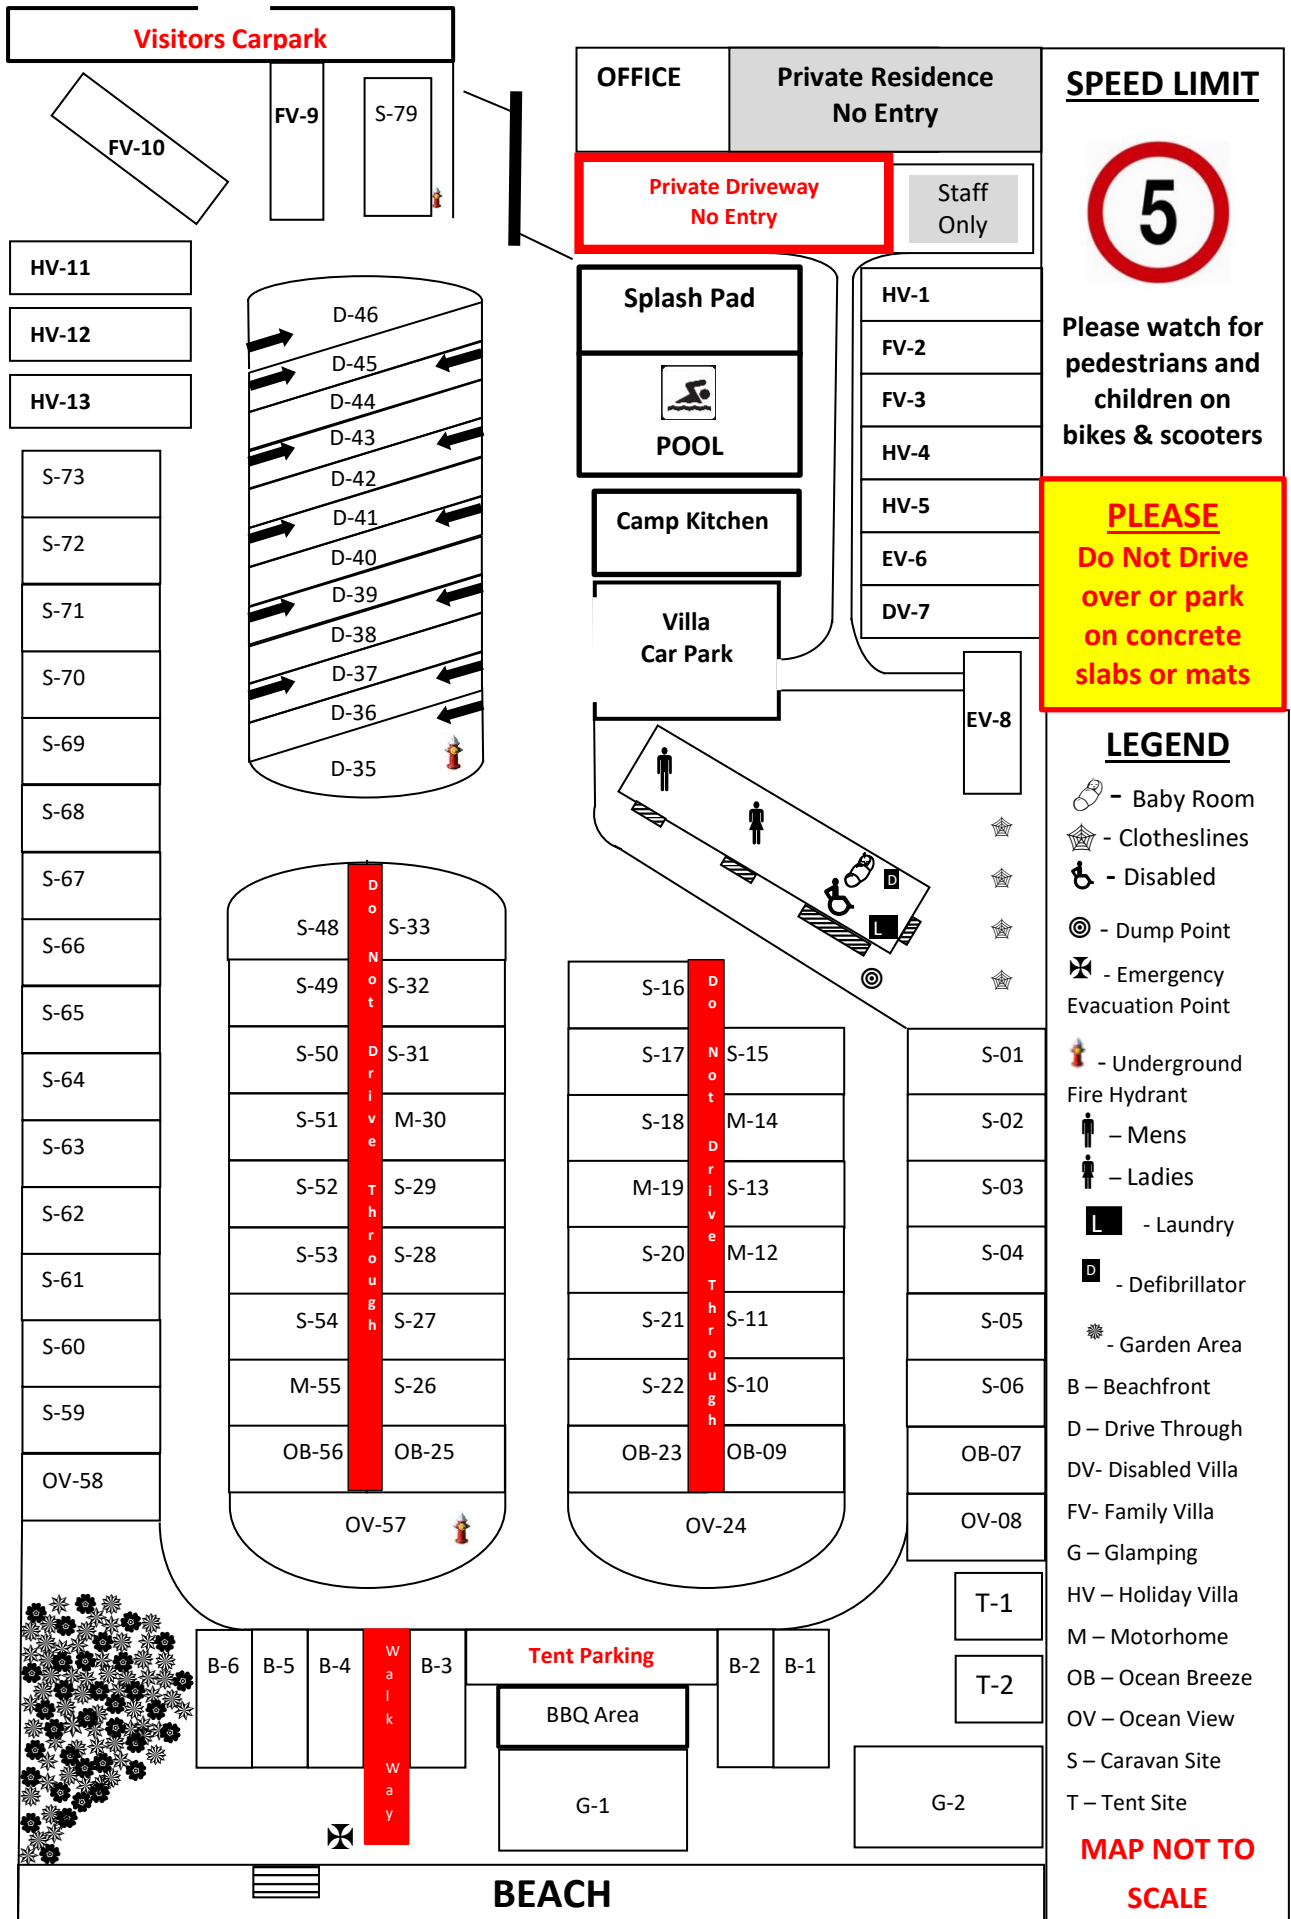 Visitors Carpark
FV-10
FV-9
S-79
OFFICE
Private Residence
No Entry
Private Driveway
No Entry
Staff
Only
SPEED LIMIT
5
Please watch for
pedestrians and
children on
bikes & scooters
PLEASE
Do Not Drive
over or park
on concrete
slabs or mats
HV-11
HV-12
HV-13
S-73
S-72
S-71
S-70
S-69
S-68
S-67
S-66
S-65
S-64
S-63
S-62
S-61
S-60
S-59
OV-58
D-46
D-45
D-44
D-43
D-42
D-41
D-40
D-39
D-38
D-37
D-36
D-35
Splash Pad
POOL
Camp Kitchen
Villa
Car Park
HV-1
FV-2
FV-3
HV-4
HV-5
EV-6
DV-7
EV-8
D
L
S-48
S-49
S-50
S-51
S-52
S-53
S-54
M-55
OB-56
Do Not Drive Through
S-33
S-32
S-31
M-30
S-29
S-28
S-27
S-26
OB-25
OV-57
S-16
S-17
S-18
M-19
S-20
S-21
S-22
OB-23
Do Not Drive Through
S-15
M-14
S-13
M-12
S-11
S-10
OB-09
OV-24
S-01
S-02
S-03
S-04
S-05
S-06
OB-07
OV-08
T-1
T-2
B-6
B-5
B-4
Walk Way
B-3
Tent Parking
BBQ Area
G-1
B-2
B-1
G-2
BEACH
LEGEND
- Baby Room
- Clotheslines
- Disabled
- Dump Point
- Emergency
Evacuation Point
- Underground
Fire Hydrant
– Mens
– Ladies
L - Laundry
D - Defibrillator
- Garden Area
B – Beachfront
D – Drive Through
DV- Disabled Villa
FV- Family Villa
G – Glamping
HV – Holiday Villa
M – Motorhome
OB – Ocean Breeze
OV – Ocean View
S – Caravan Site
T – Tent Site
MAP NOT TO
SCALE